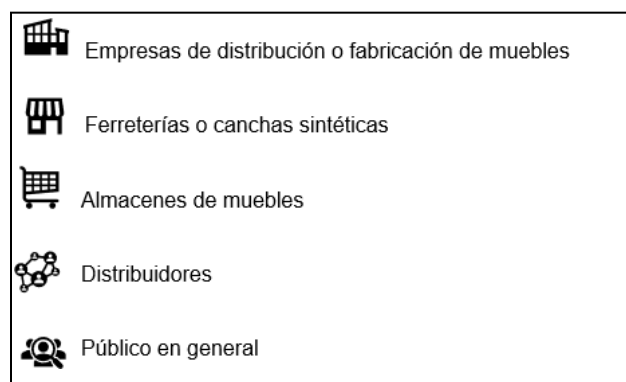 Empresas de distribución o fabricación de muebles
Ferreterías o canchas sintéticas
Almacenes de muebles
Distribuidores
Público en general